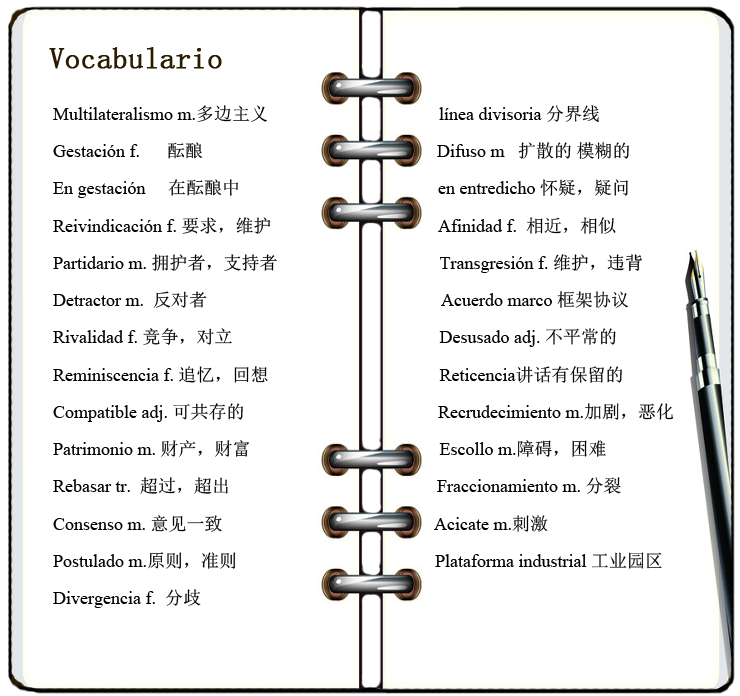 Vocabulario
Multilateralismo m.多边主义
Gestación f. 酝酿
En gestación 在酝酿中
Reivindicación f. 要求，维护
Partidario m. 拥护者，支持者
Detractor m. 反对者
Rivalidad f. 竞争，对立
Reminiscencia f. 追忆，回想
Compatible adj. 可共存的
Patrimonio m. 财产，财富
Rebasar tr. 超过，超出
Consenso m. 意见一致
Postulado m.原则，准则
Divergencia f. 分歧
línea divisoria 分界线
Difuso m 扩散的 模糊的
en entredicho 怀疑，疑问
Afinidad f. 相近，相似
Transgresión f. 维护，违背
Acuerdo marco 框架协议
Desusado adj. 不平常的
Reticencia讲话有保留的
Recrudecimiento m.加剧，恶化
Escollo m.障碍，困难
Fraccionamiento m. 分裂
Acicate m.刺激
Plataforma industrial 工业园区